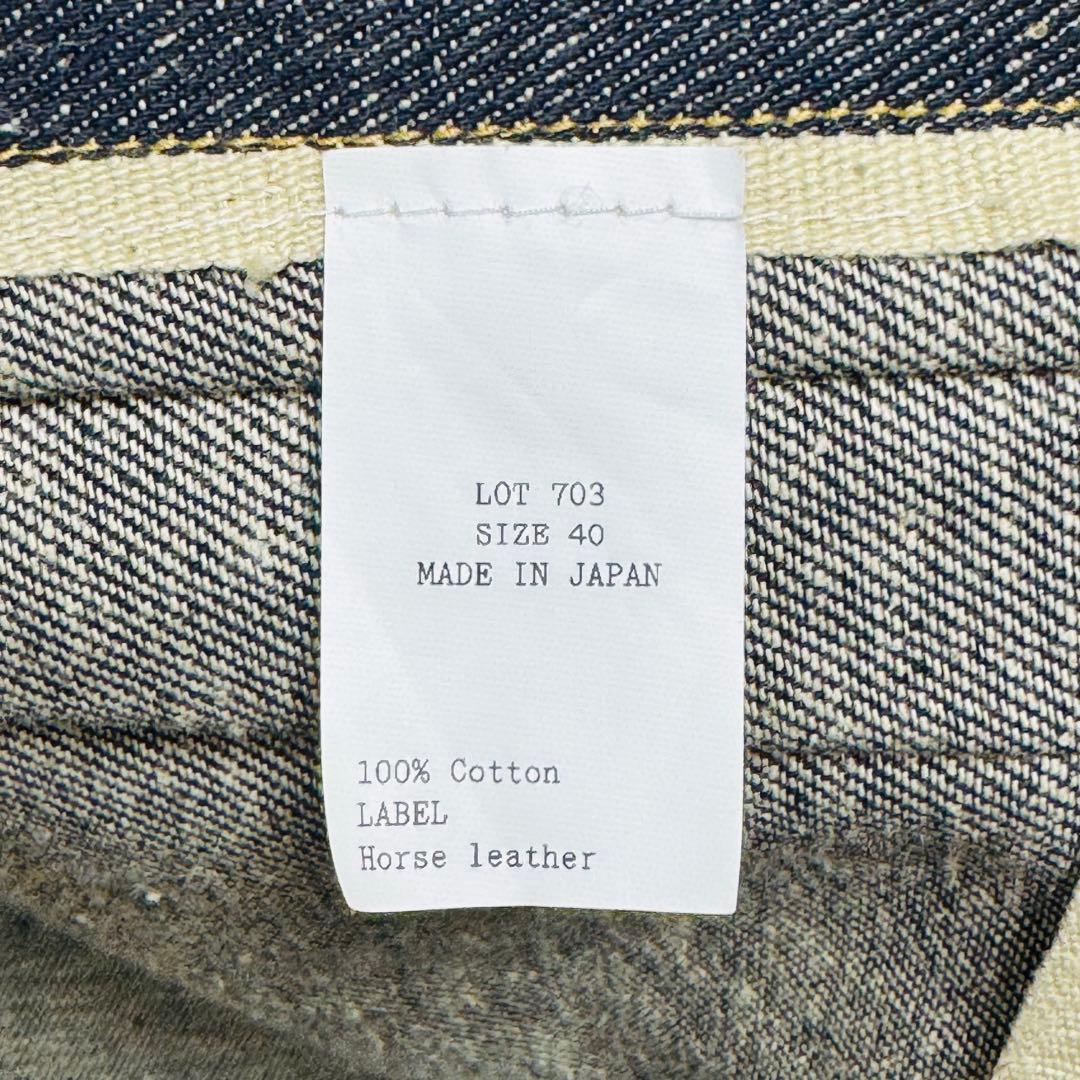 LOT 703
SIZE 40
MADE IN JAPAN
100% Cotton
LABEL
Horse leather